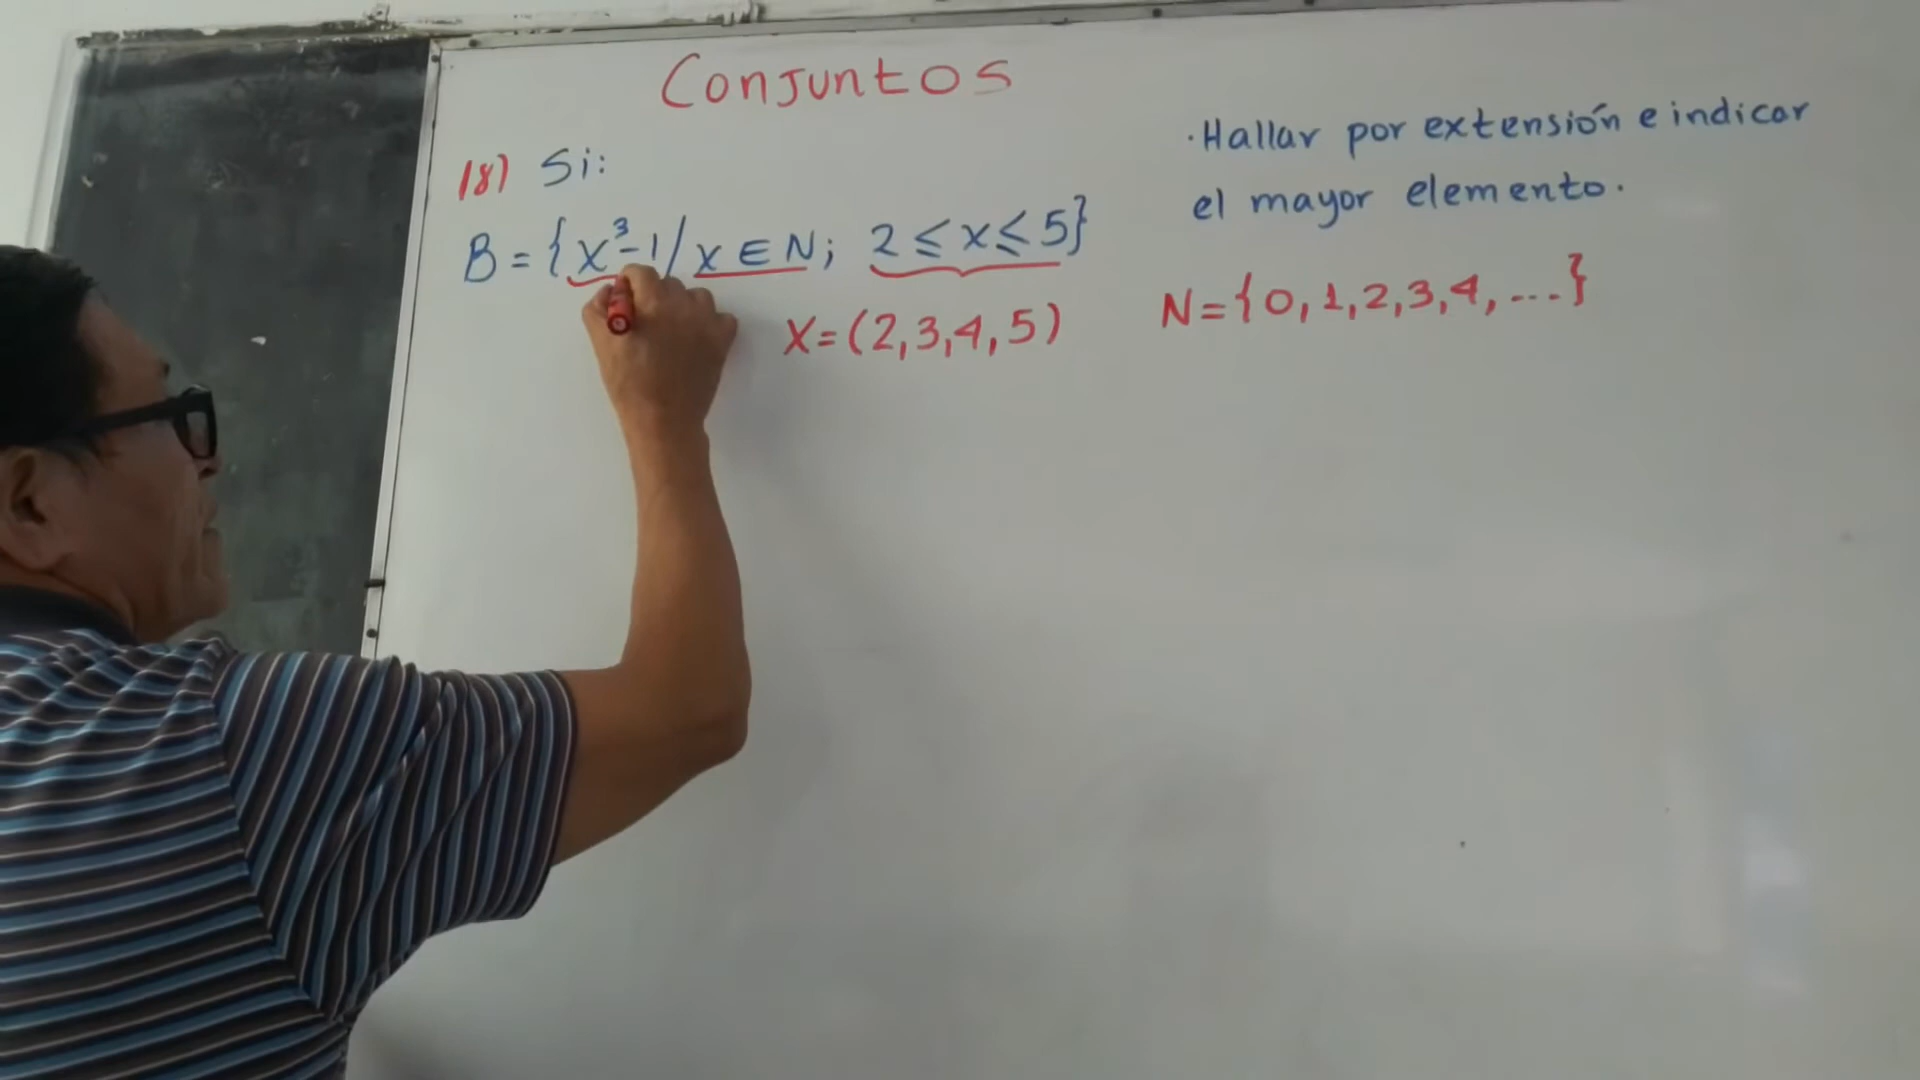 Conjuntos
18) Si:
B = {x³-1/x ∈ N; 2 ≤ x ≤ 5}
X=(2,3,4,5)
·Hallar por extensión e indicar
el mayor elemento.
N={0,1,2,3,4,...}